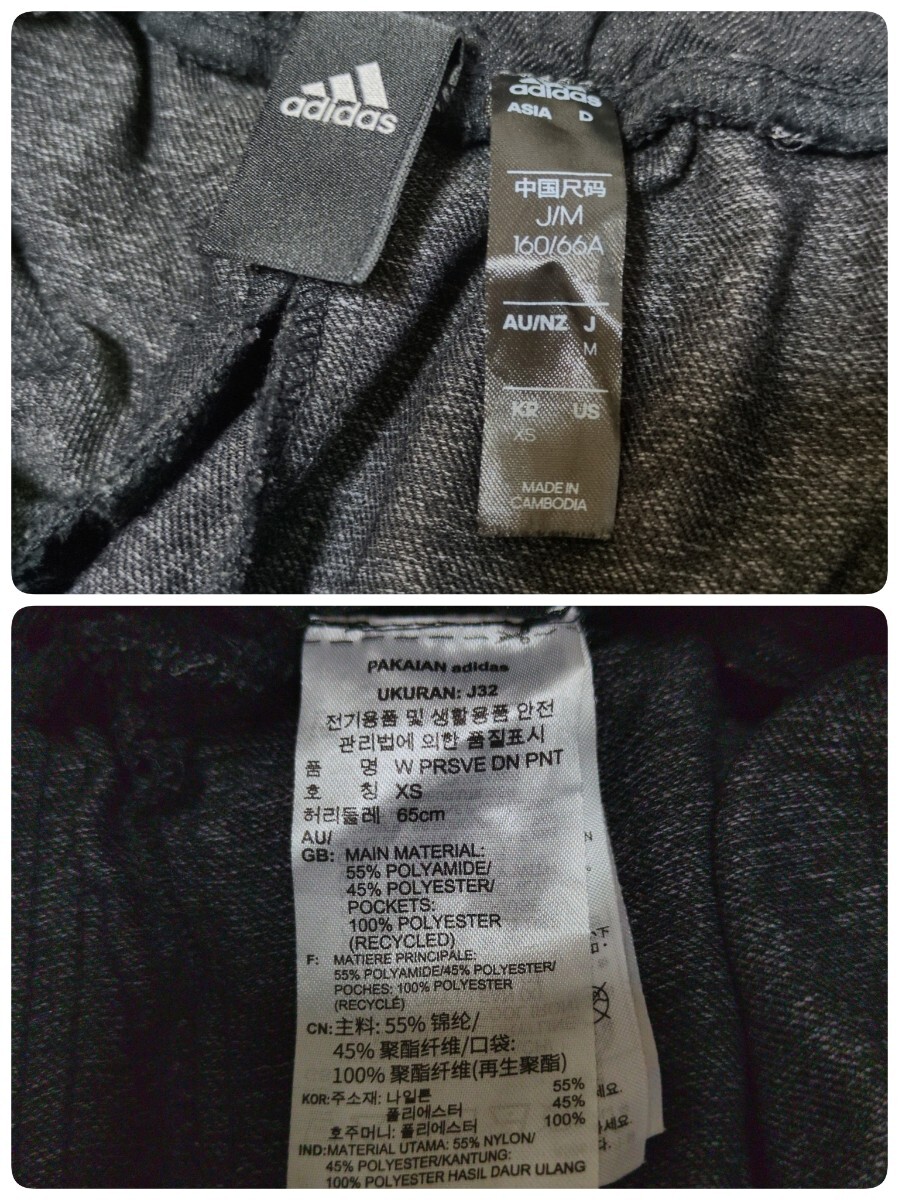 adidas
adidas
ASIA D
中国尺码
J/M
160/66A
AU/NZ J
M
KR US
XS
MADE IN
CAMBODIA
PAKAIAN adidas
UKURAN: J32
전기용품 및 생활용품 안전
관리법에 의한 품질표시
품 명 W PRSVE DN PNT
호 칭 XS
허리둘레 65cm
AU/
GB: MAIN MATERIAL:
55% POLYAMIDE/
45% POLYESTER/
POCKETS:
100% POLYESTER
(RECYCLED)
F: MATIERE PRINCIPALE:
55% POLYAMIDE/45% POLYESTER/
POCHES: 100% POLYESTER
(RECYCLÉ)
CN: 主料: 55% 锦纶/
45% 聚酯纤维/口袋:
100% 聚酯纤维(再生聚酯)
KOR: 주소재: 나일론 55%
폴리에스터 45%
호주머니: 폴리에스터 100%
IND: MATERIAL UTAMA: 55% NYLON/
45% POLYESTER/KANTUNG:
100% POLYESTER HASIL DAUR ULANG